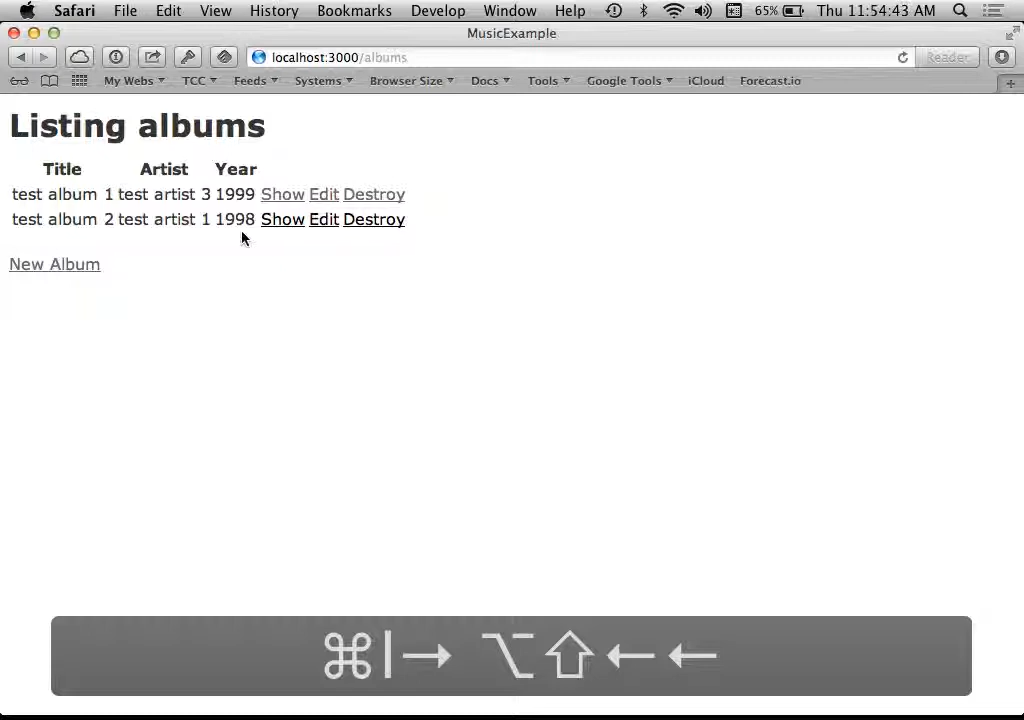 Safari File Edit View History Bookmarks Develop Window Help 65% Thu 11:54:43 AM
MusicExample
localhost:3000/albums Reader
My Webs TCC Feeds Systems Browser Size Docs Tools Google Tools iCloud Forecast.io
Listing albums
Title Artist Year
test album 1 test artist 3 1999 Show Edit Destroy
test album 2 test artist 1 1998 Show Edit Destroy
New Album
⌘|→ ⌥⇧←←